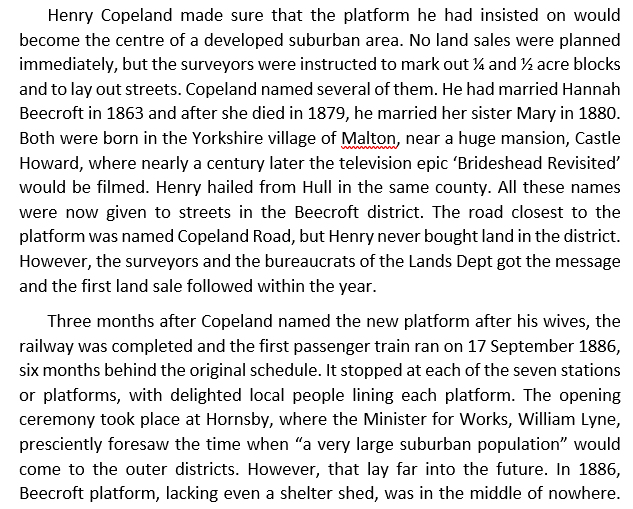 Henry Copeland made sure that the platform he had insisted on would
become the centre of a developed suburban area. No land sales were planned
immediately, but the surveyors were instructed to mark out ¼ and ½ acre blocks
and to lay out streets. Copeland named several of them. He had married Hannah
Beecroft in 1863 and after she died in 1879, he married her sister Mary in 1880.
Both were born in the Yorkshire village of Malton, near a huge mansion, Castle
Howard, where nearly a century later the television epic ‘Brideshead Revisited’
would be filmed. Henry hailed from Hull in the same county. All these names
were now given to streets in the Beecroft district. The road closest to the
platform was named Copeland Road, but Henry never bought land in the district.
However, the surveyors and the bureaucrats of the Lands Dept got the message
and the first land sale followed within the year.
Three months after Copeland named the new platform after his wives, the
railway was completed and the first passenger train ran on 17 September 1886,
six months behind the original schedule. It stopped at each of the seven stations
or platforms, with delighted local people lining each platform. The opening
ceremony took place at Hornsby, where the Minister for Works, William Lyne,
presciently foresaw the time when “a very large suburban population” would
come to the outer districts. However, that lay far into the future. In 1886,
Beecroft platform, lacking even a shelter shed, was in the middle of nowhere.